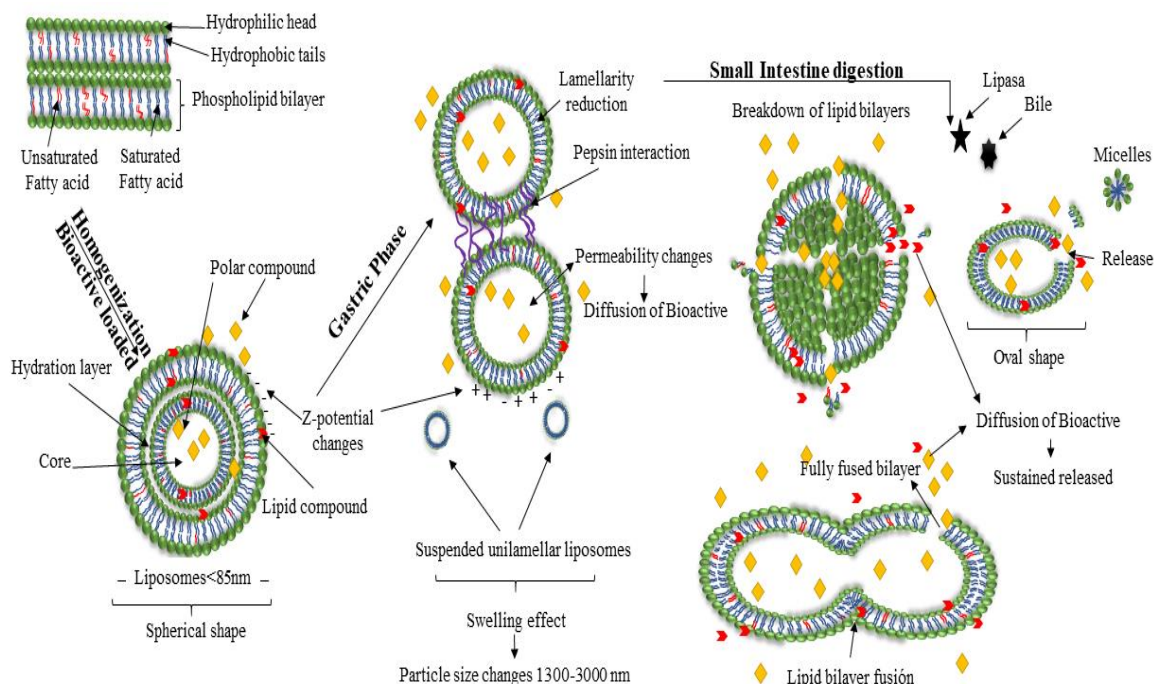 Hydrophilic head
Hydrophobic tails
Phospholipid bilayer
Unsaturated
Fatty acid
Saturated
Fatty acid
Homogenization
Bioactive loaded
Polar compound
Hydration layer
Core
Z-potential
changes
Lipid compound
Liposomes<85nm
Spherical shape
Gastric Phase
Lamellarity
reduction
Pepsin interaction
Permeability changes
Diffusion of Bioactive
Suspended unilamellar liposomes
Swelling effect
Particle size changes 1300-3000 nm
Small Intestine digestion
Breakdown of lipid bilayers
Lipasa
Bile
Micelles
Release
Oval shape
Diffusion of Bioactive
Sustained released
Fully fused bilayer
Lipid bilayer fusión